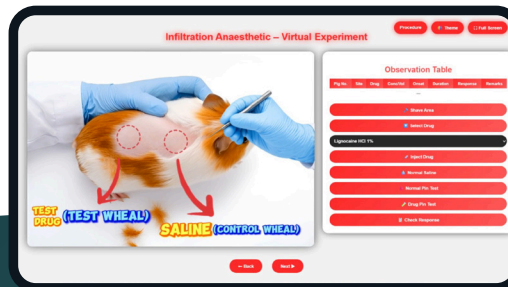 Procedure
Theme
Full Screen
Infiltration Anaesthetic – Virtual Experiment
Observation Table
Pig No Site Drug Conc/Vol Onset Duration Response Remarks
Shave Area
Select Drug
Lignocaine HCl 1%
Inject Drug
Normal Saline
Normal Pin Test
Drug Pin Test
Check Response
TEST DRUG (TEST WHEAL)
SALINE (CONTROL WHEAL)
Back
Next